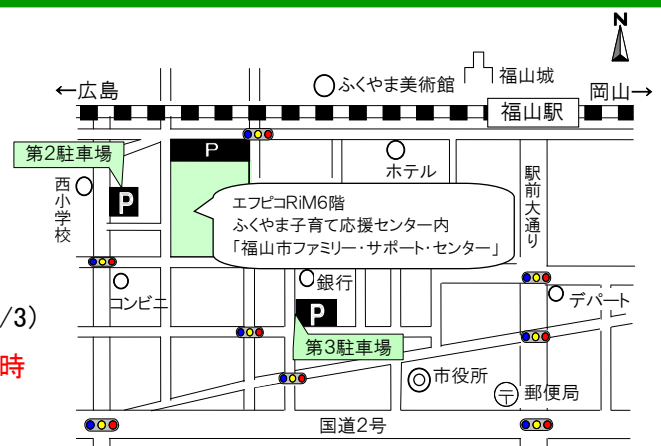 N
←広島
ふくやま美術館
福山城
岡山→
福山駅
第2駐車場
P
ホテル
西小学校
P
駅前大通り
エフピコRiM6階
ふくやま子育て応援センター内
「福山市ファミリー・サポート・センター」
銀行
コンビニ
デパート
/3)
P
時
第3駐車場
市役所
〒郵便局
国道2号